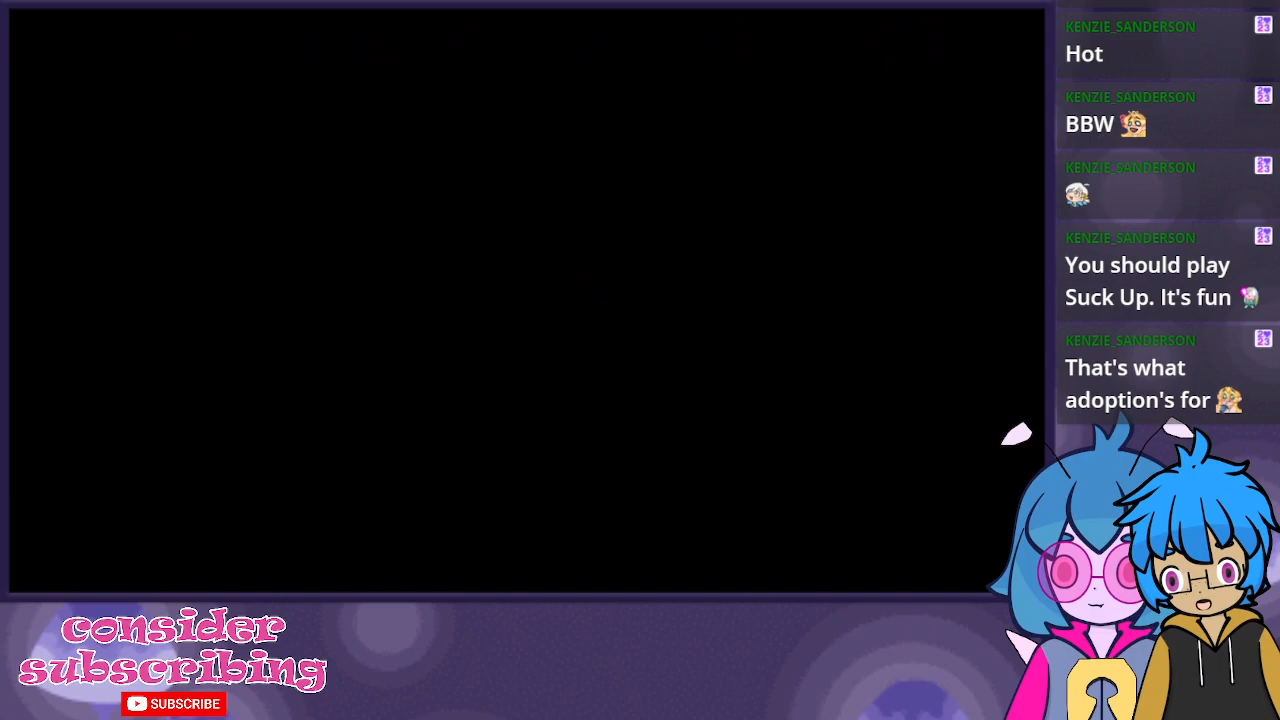 KENZIE_SANDERSON
Hot
KENZIE_SANDERSON
BBW
KENZIE_SANDERSON
KENZIE_SANDERSON
You should play
Suck Up. It's fun
KENZIE_SANDERSON
That's what
adoption's for
consider
subscribing
SUBSCRIBE